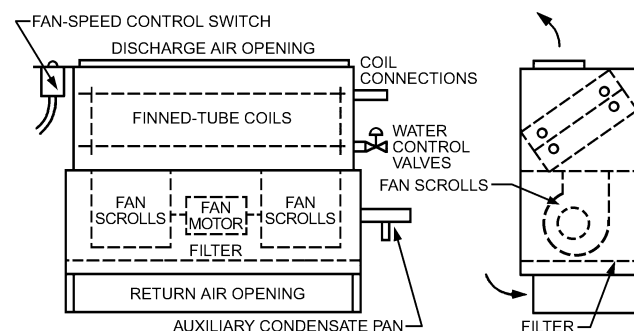 FAN-SPEED CONTROL SWITCH
DISCHARGE AIR OPENING
COIL
CONNECTIONS
FINNED-TUBE COILS
WATER
CONTROL
VALVES
FAN
SCROLLS
FAN
MOTOR
FAN
SCROLLS
FAN SCROLLS
FILTER
RETURN AIR OPENING
AUXILIARY CONDENSATE PAN
FILTER